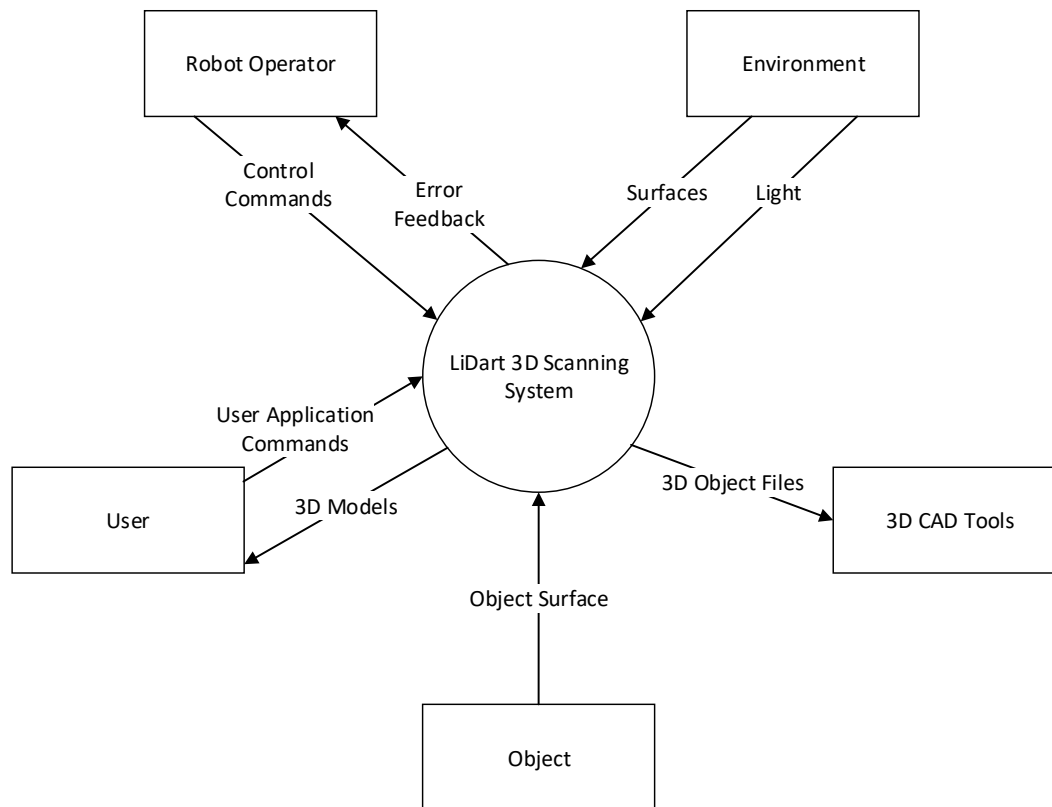 Robot Operator
Environment
Control
Commands
Error
Feedback
Surfaces
Light
LiDart 3D Scanning
System
User Application
Commands
User
3D Models
3D Object Files
3D CAD Tools
Object Surface
Object